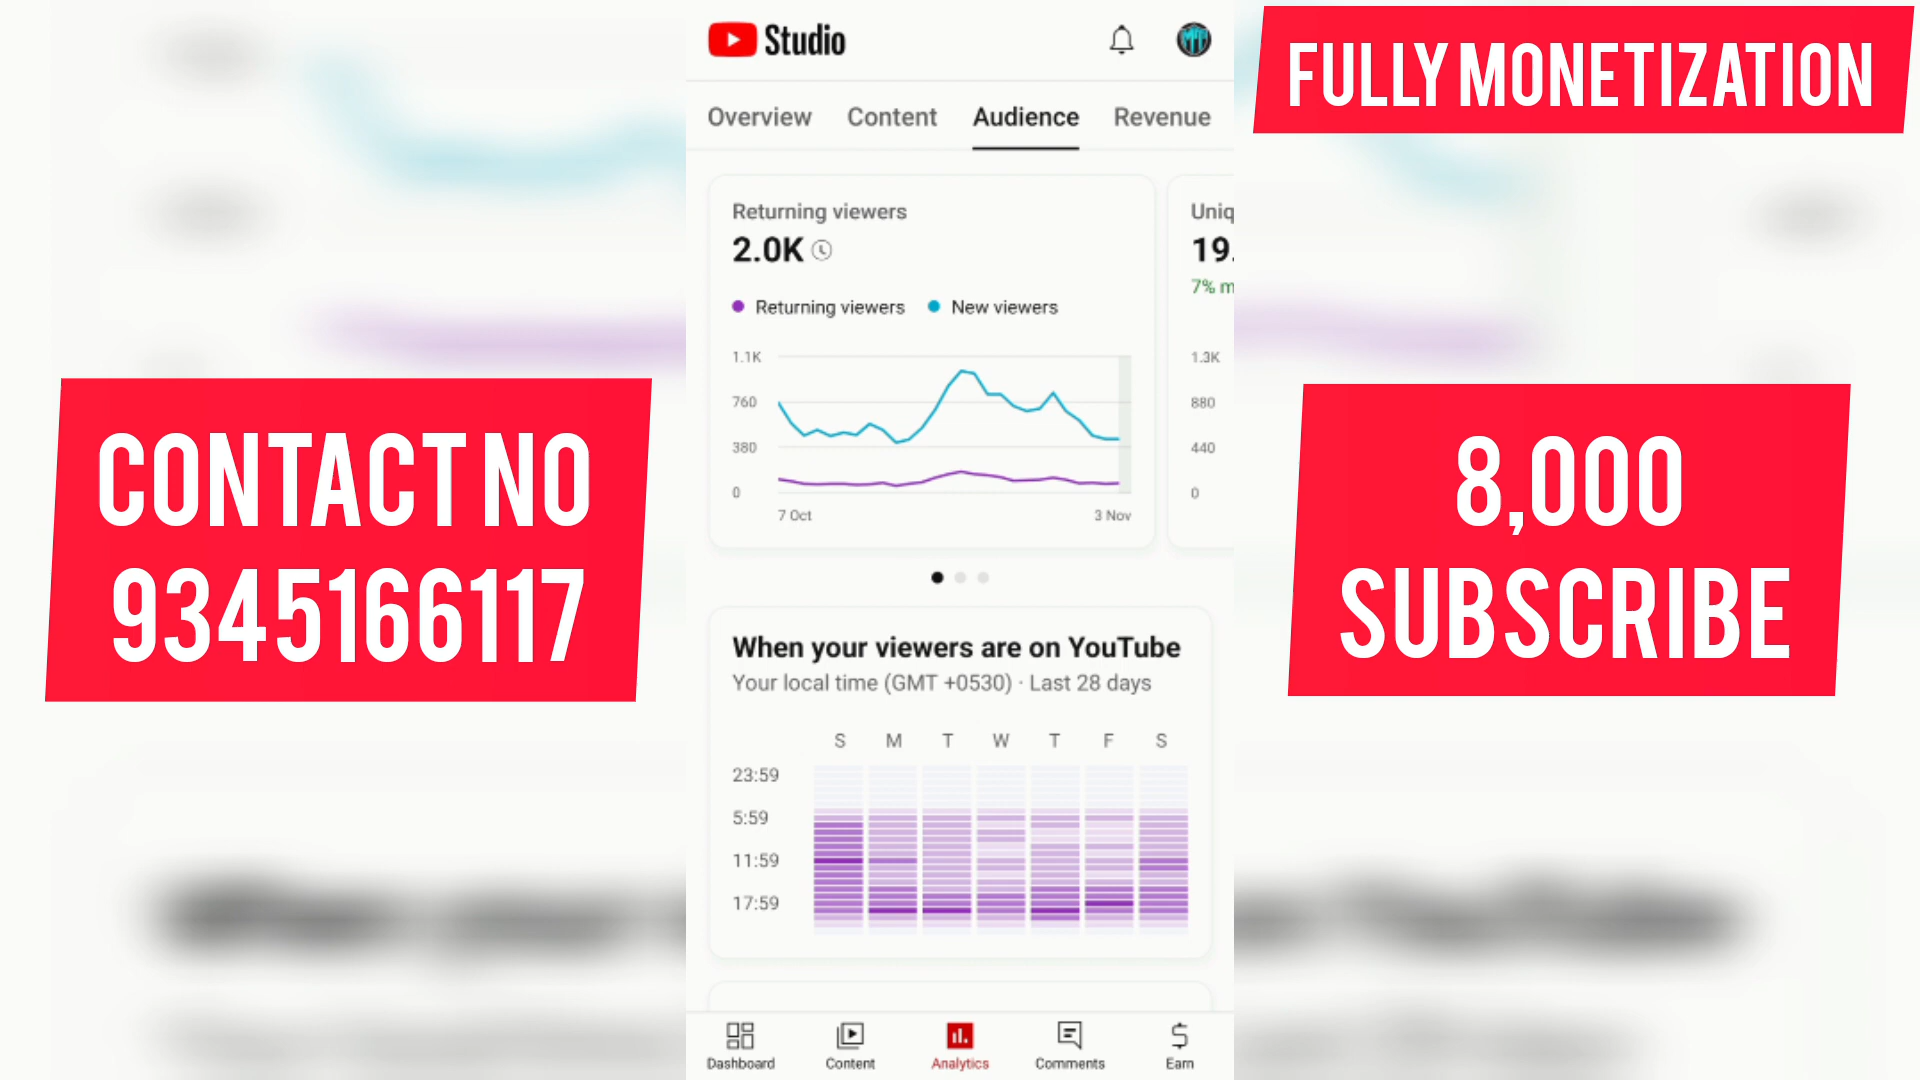 CONTACT NO
9345166117
Studio
Overview Content Audience Revenue
Returning viewers
2.0K
Returning viewers New viewers
1.1K
760
380
0
7 Oct 3 Nov
Uniq
19.
7% m
1.3K
880
440
0
When your viewers are on YouTube
Your local time (GMT +0530) · Last 28 days
S M T W T F S
23:59
5:59
11:59
17:59
Dashboard Content Analytics Comments Earn
FULLY MONETIZATION
8,000
SUBSCRIBE